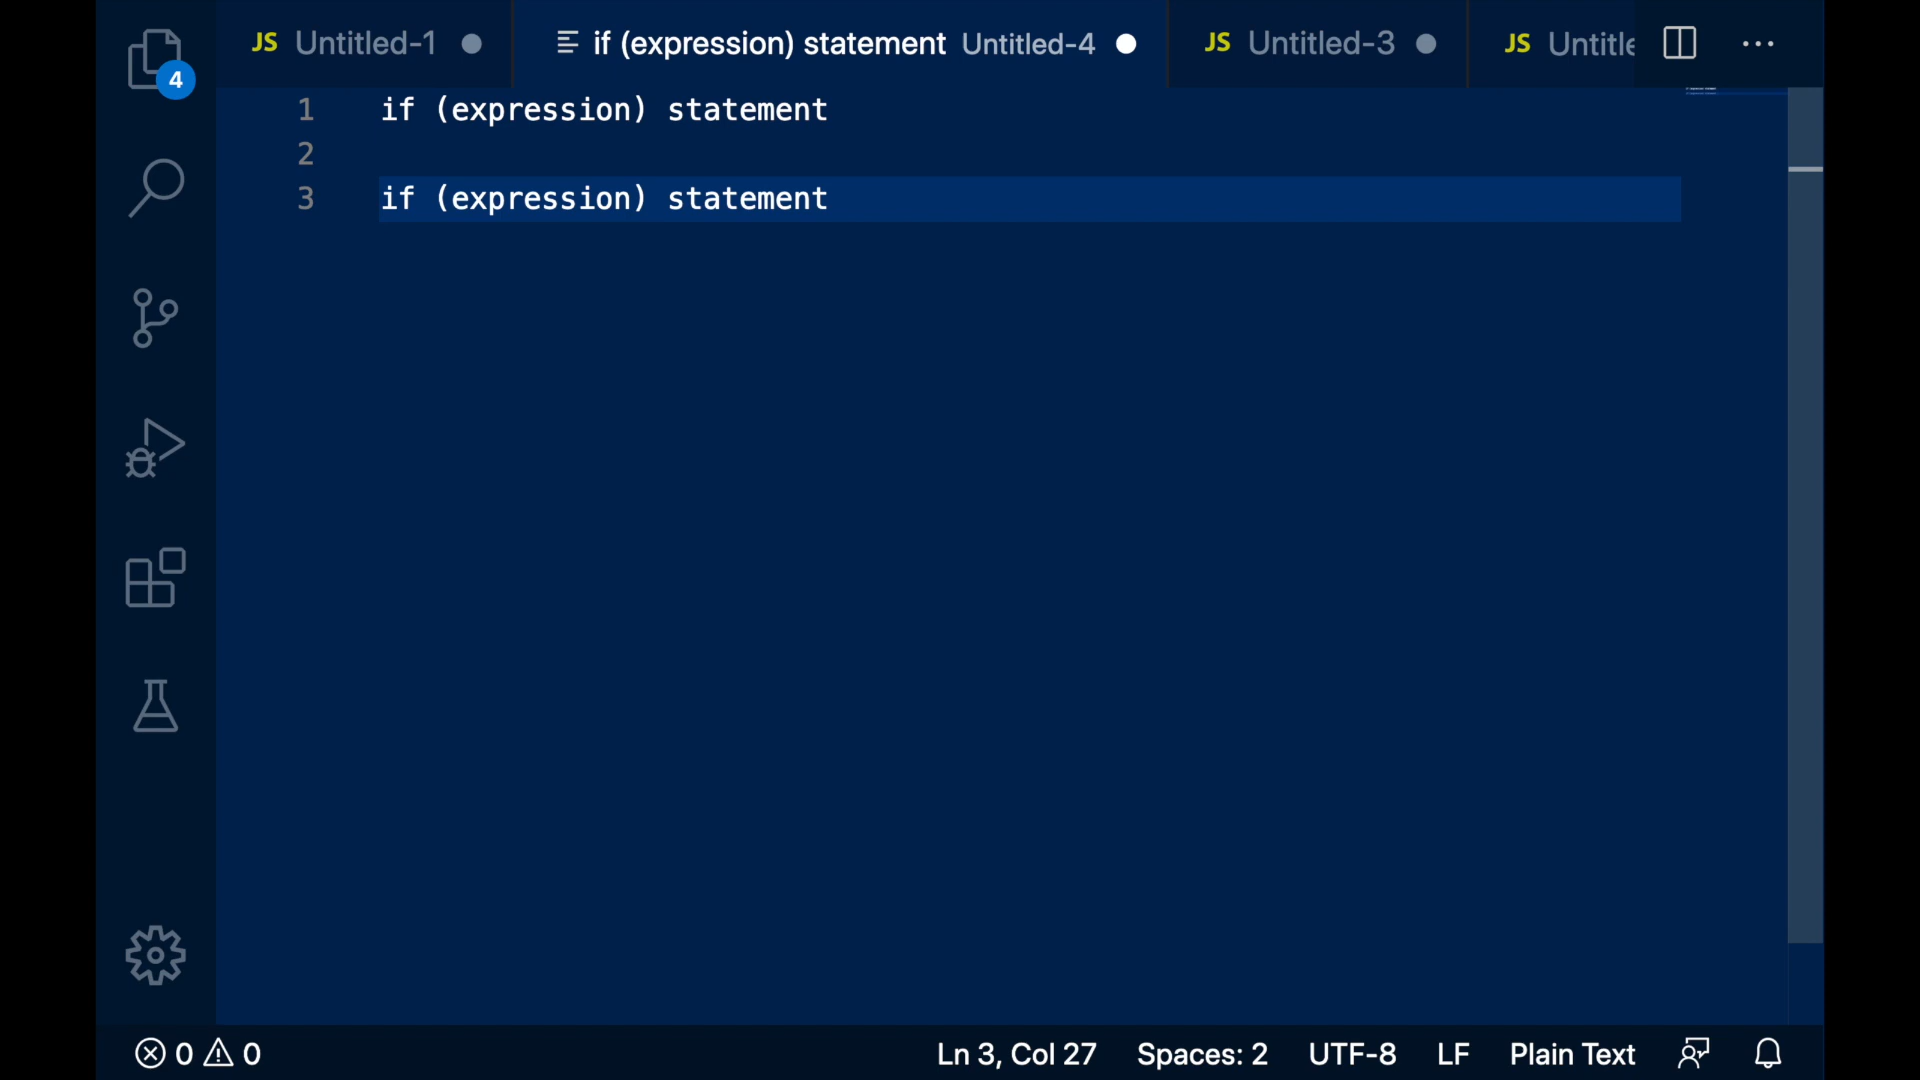 JS Untitled-1
if (expression) statement Untitled-4
JS Untitled-3
JS Untitle
4
1 if (expression) statement
2
3 if (expression) statement
0 0
Ln 3, Col 27 Spaces: 2 UTF-8 LF Plain Text